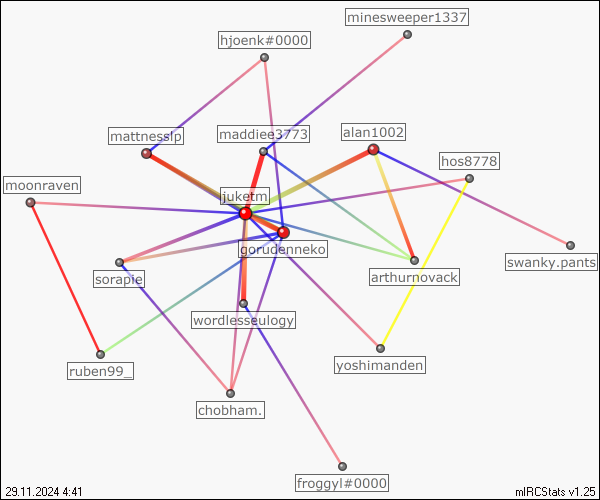 minesweeper1337
hjoenk#0000
mattnesslp
maddiee3773
alan1002
hos8778
moonraven
juketm
gorudenneko
swanky.pants
sorapie
arthurnovack
wordlesseulogy
ruben99_
yoshimanden
chobham.
froggyl#0000
29.11.2024 4:41
mIRCStats v1.25